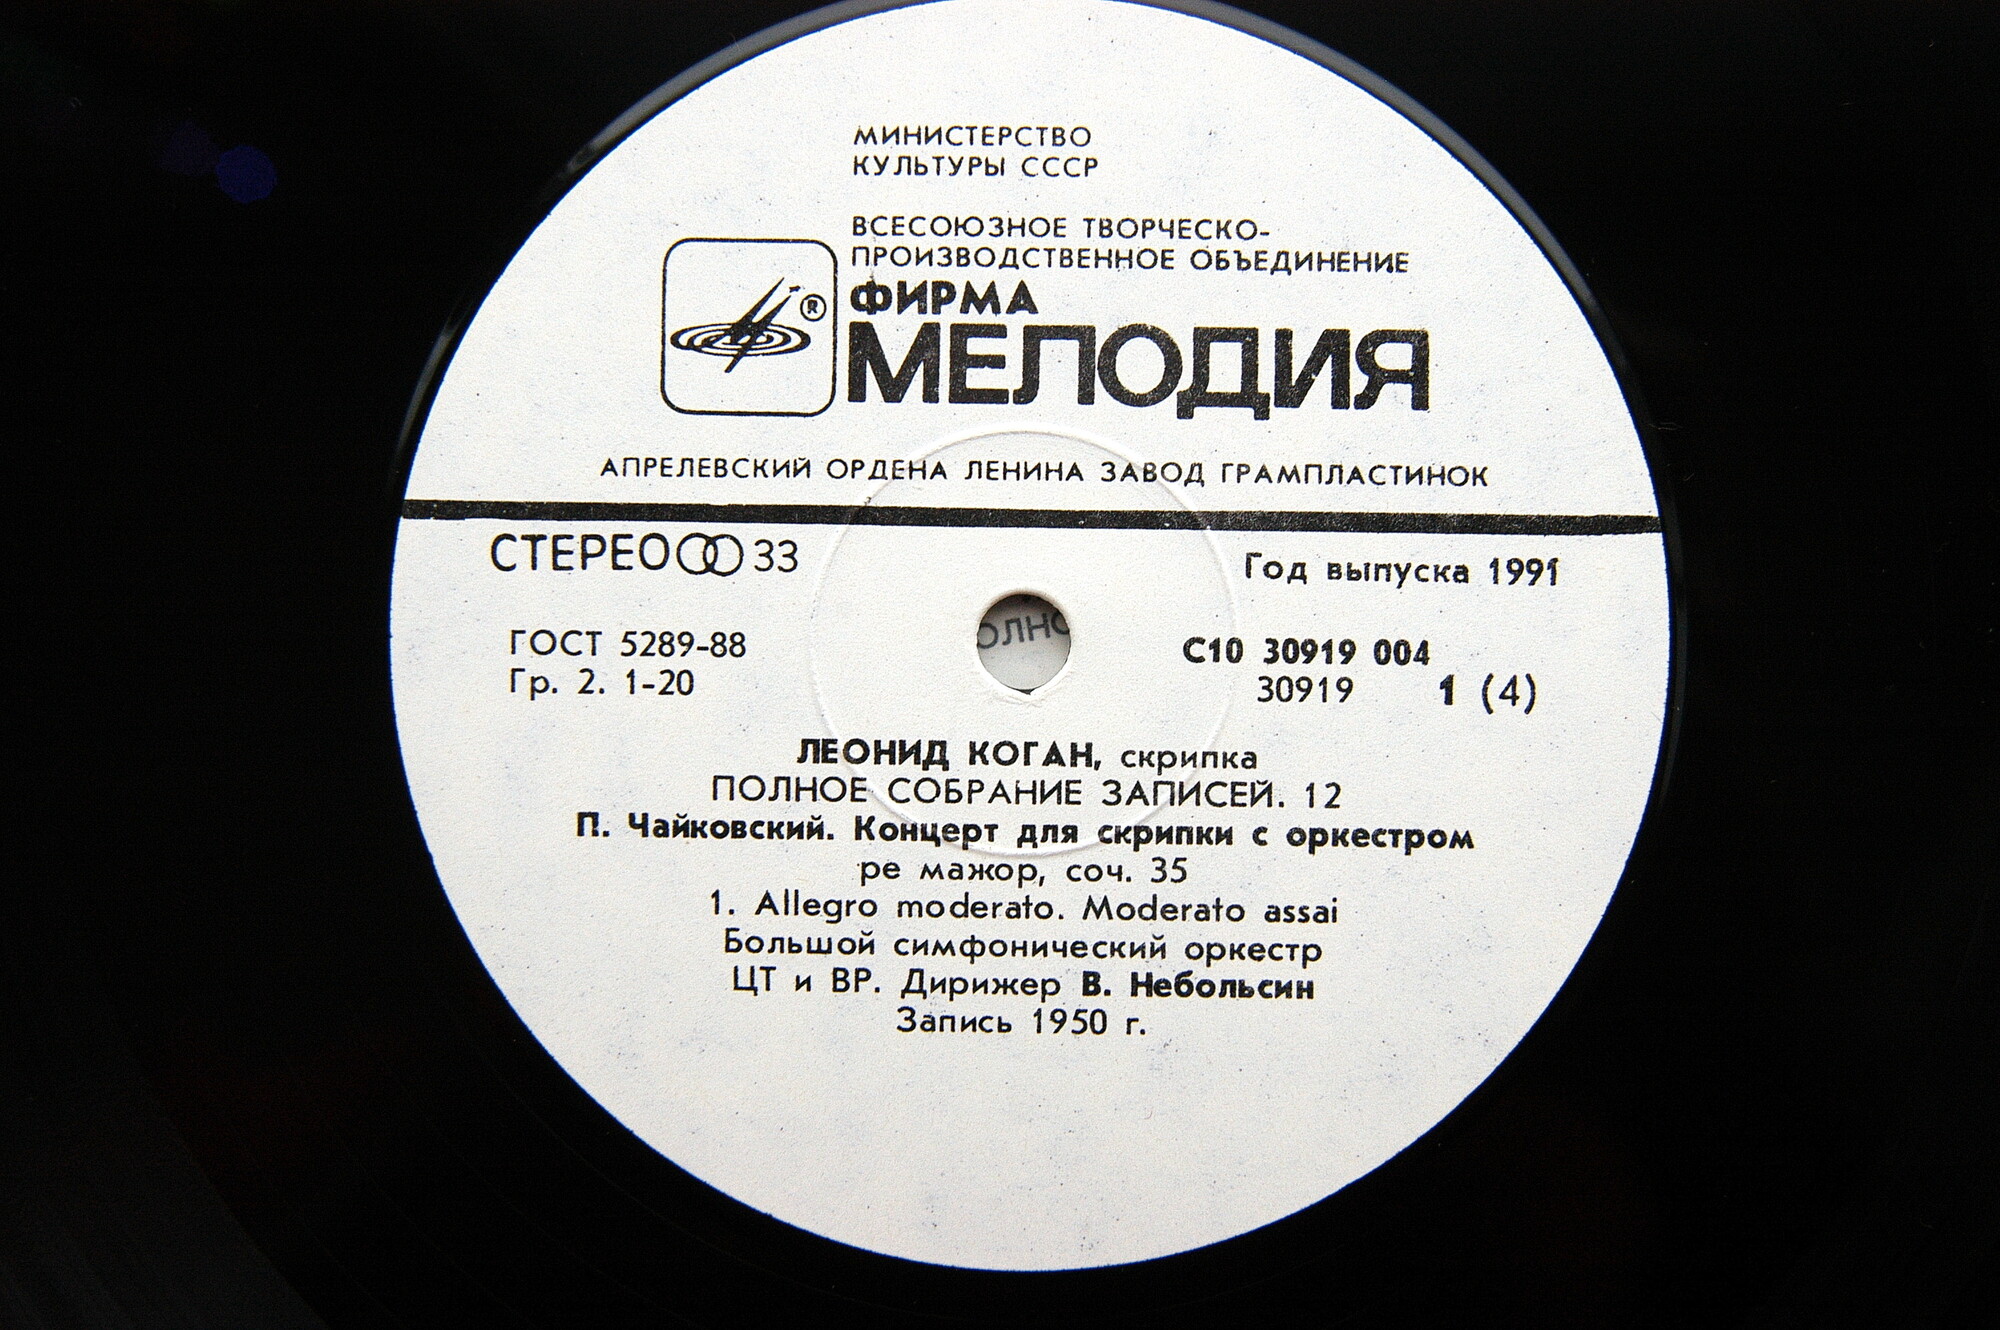 МИНИСТЕРСТВО
КУЛЬТУРЫ СССР
ВСЕСОЮЗНОЕ ТВОРЧЕСКО-
ПРОИЗВОДСТВЕННОЕ ОБЪЕДИНЕНИЕ
ФИРМА
®
МЕЛОДИЯ
АПРЕЛЕВСКИЙ ОРДЕНА ЛЕНИНА ЗАВОД ГРАМПЛАСТИНОК
СТЕРЕО 33
Год выпуска 1991
ГОСТ 5289-88
Гр. 2. 1-20
ОЛНО
С10 30919 004
30919 1 (4)
ЛЕОНИД КОГАН, скрипка
ПОЛНОЕ СОБРАНИЕ ЗАПИСЕЙ. 12
П. Чайковский. Концерт для скрипки с оркестром
ре мажор, соч. 35
1. Allegro moderato. Moderato assai
Большой симфонический оркестр
ЦТ и ВР. Дирижер В. Небольсин
Запись 1950 г.